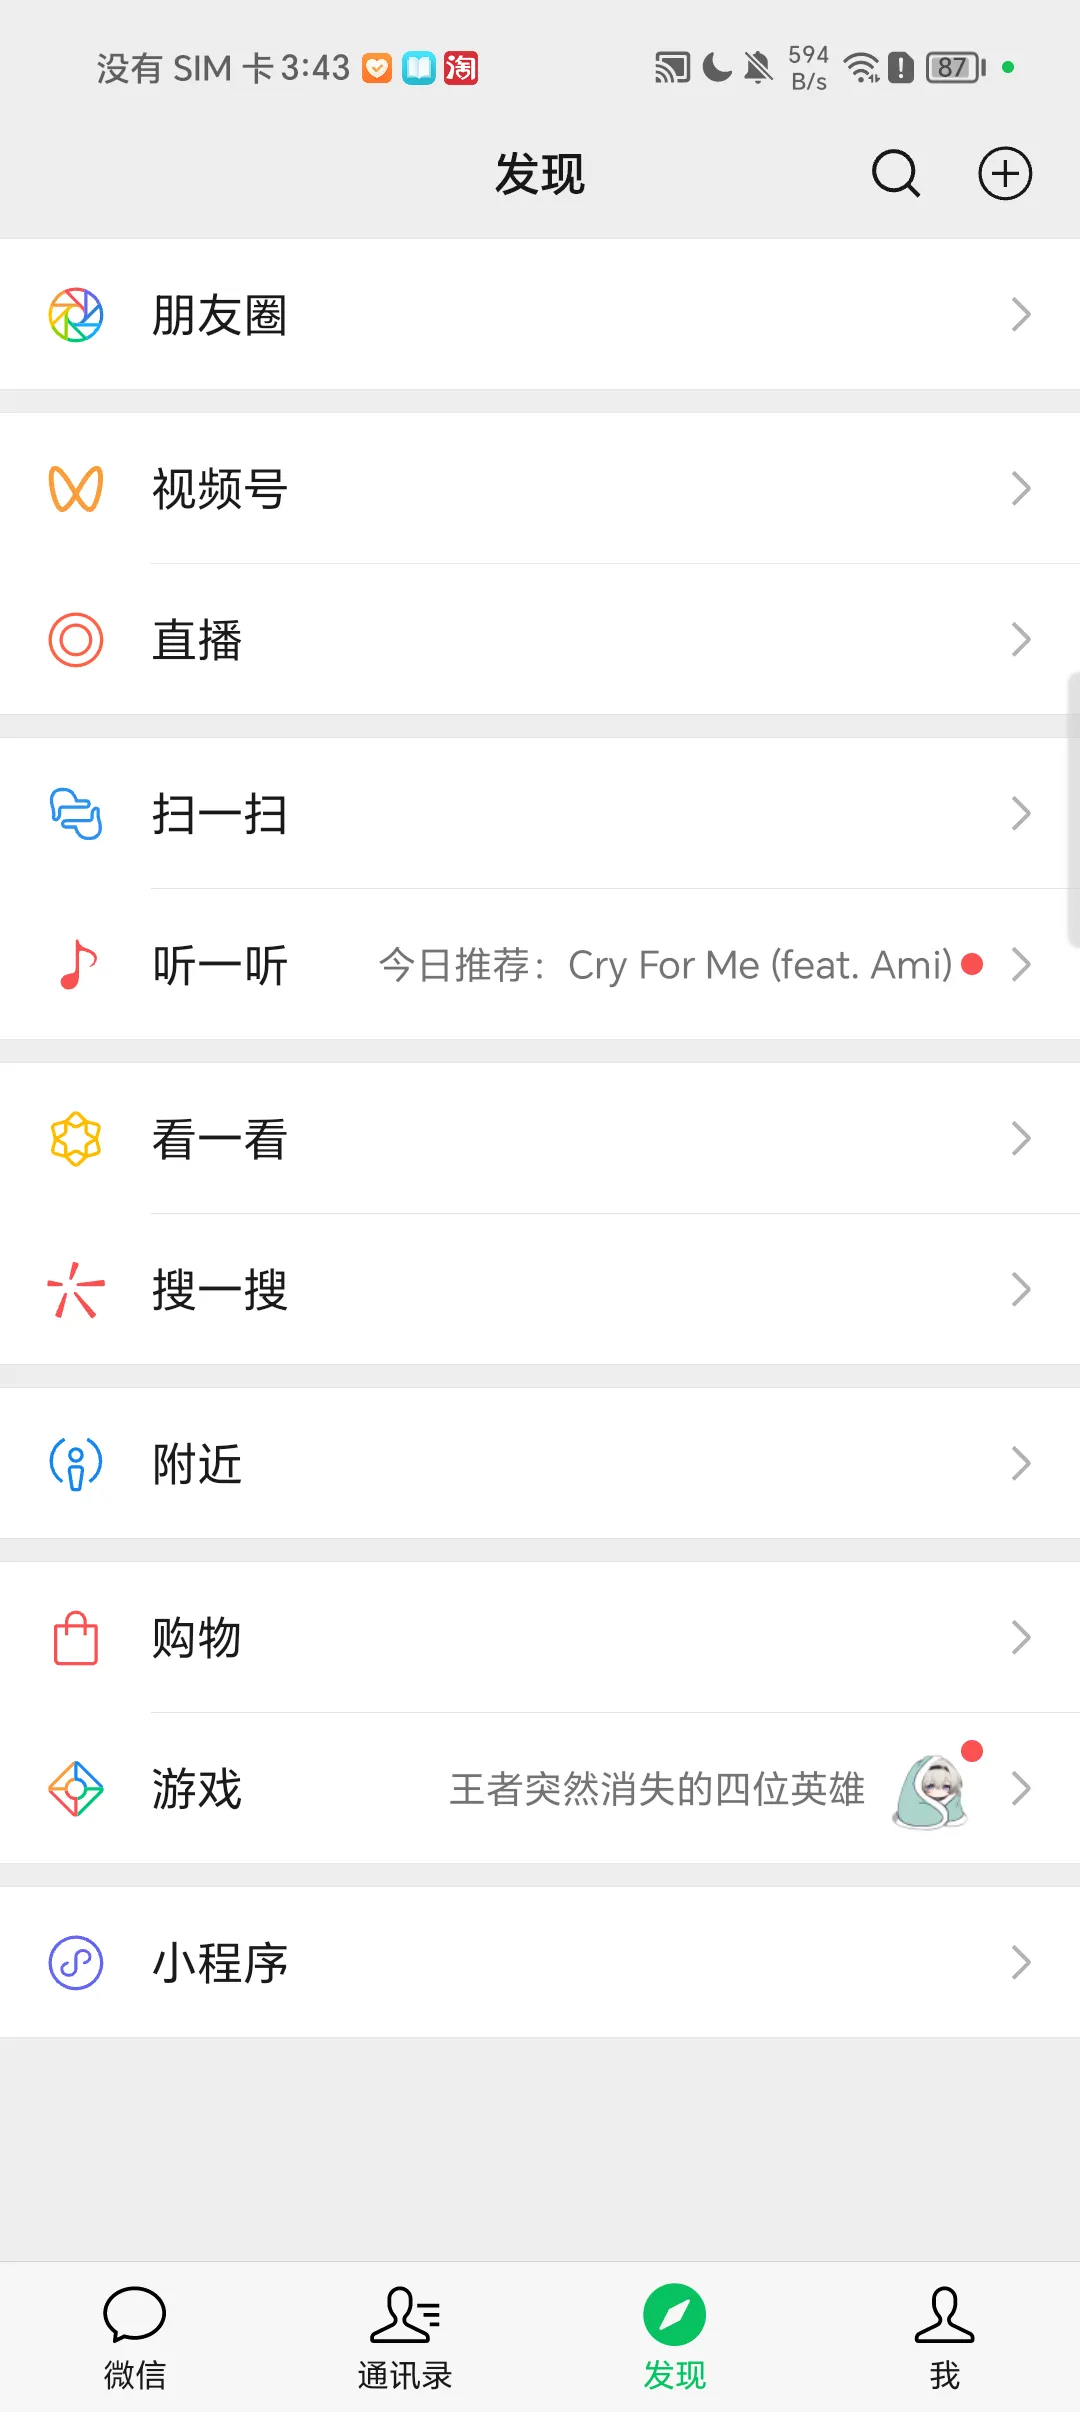 没有 SIM 卡 3:43 淘 594 B/s 87
发现
朋友圈
视频号
直播
扫一扫
听一听 今日推荐：Cry For Me (feat. Ami)
看一看
搜一搜
附近
购物
游戏 王者突然消失的四位英雄
小程序
微信 通讯录 发现 我